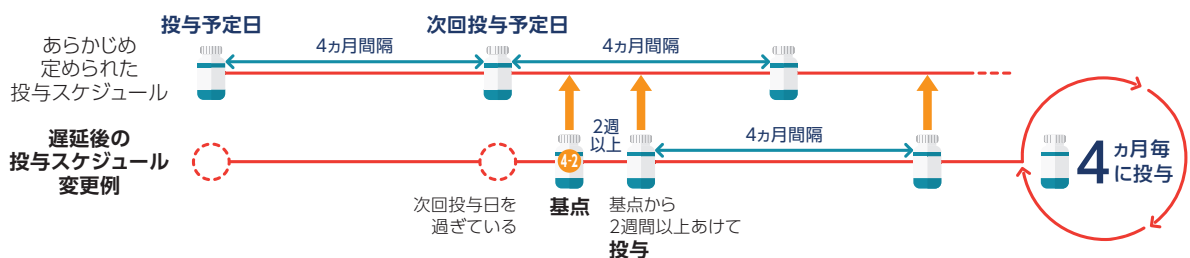 投与予定日
次回投与予定日
あらかじめ
定められた
投与スケジュール
4ヵ月間隔
4ヵ月間隔
遅延後の
投与スケジュール
変更例
4-2
2週
以上
4ヵ月間隔
4ヵ月毎
に投与
次回投与日を
過ぎている
基点
基点から
2週間以上あけて
投与